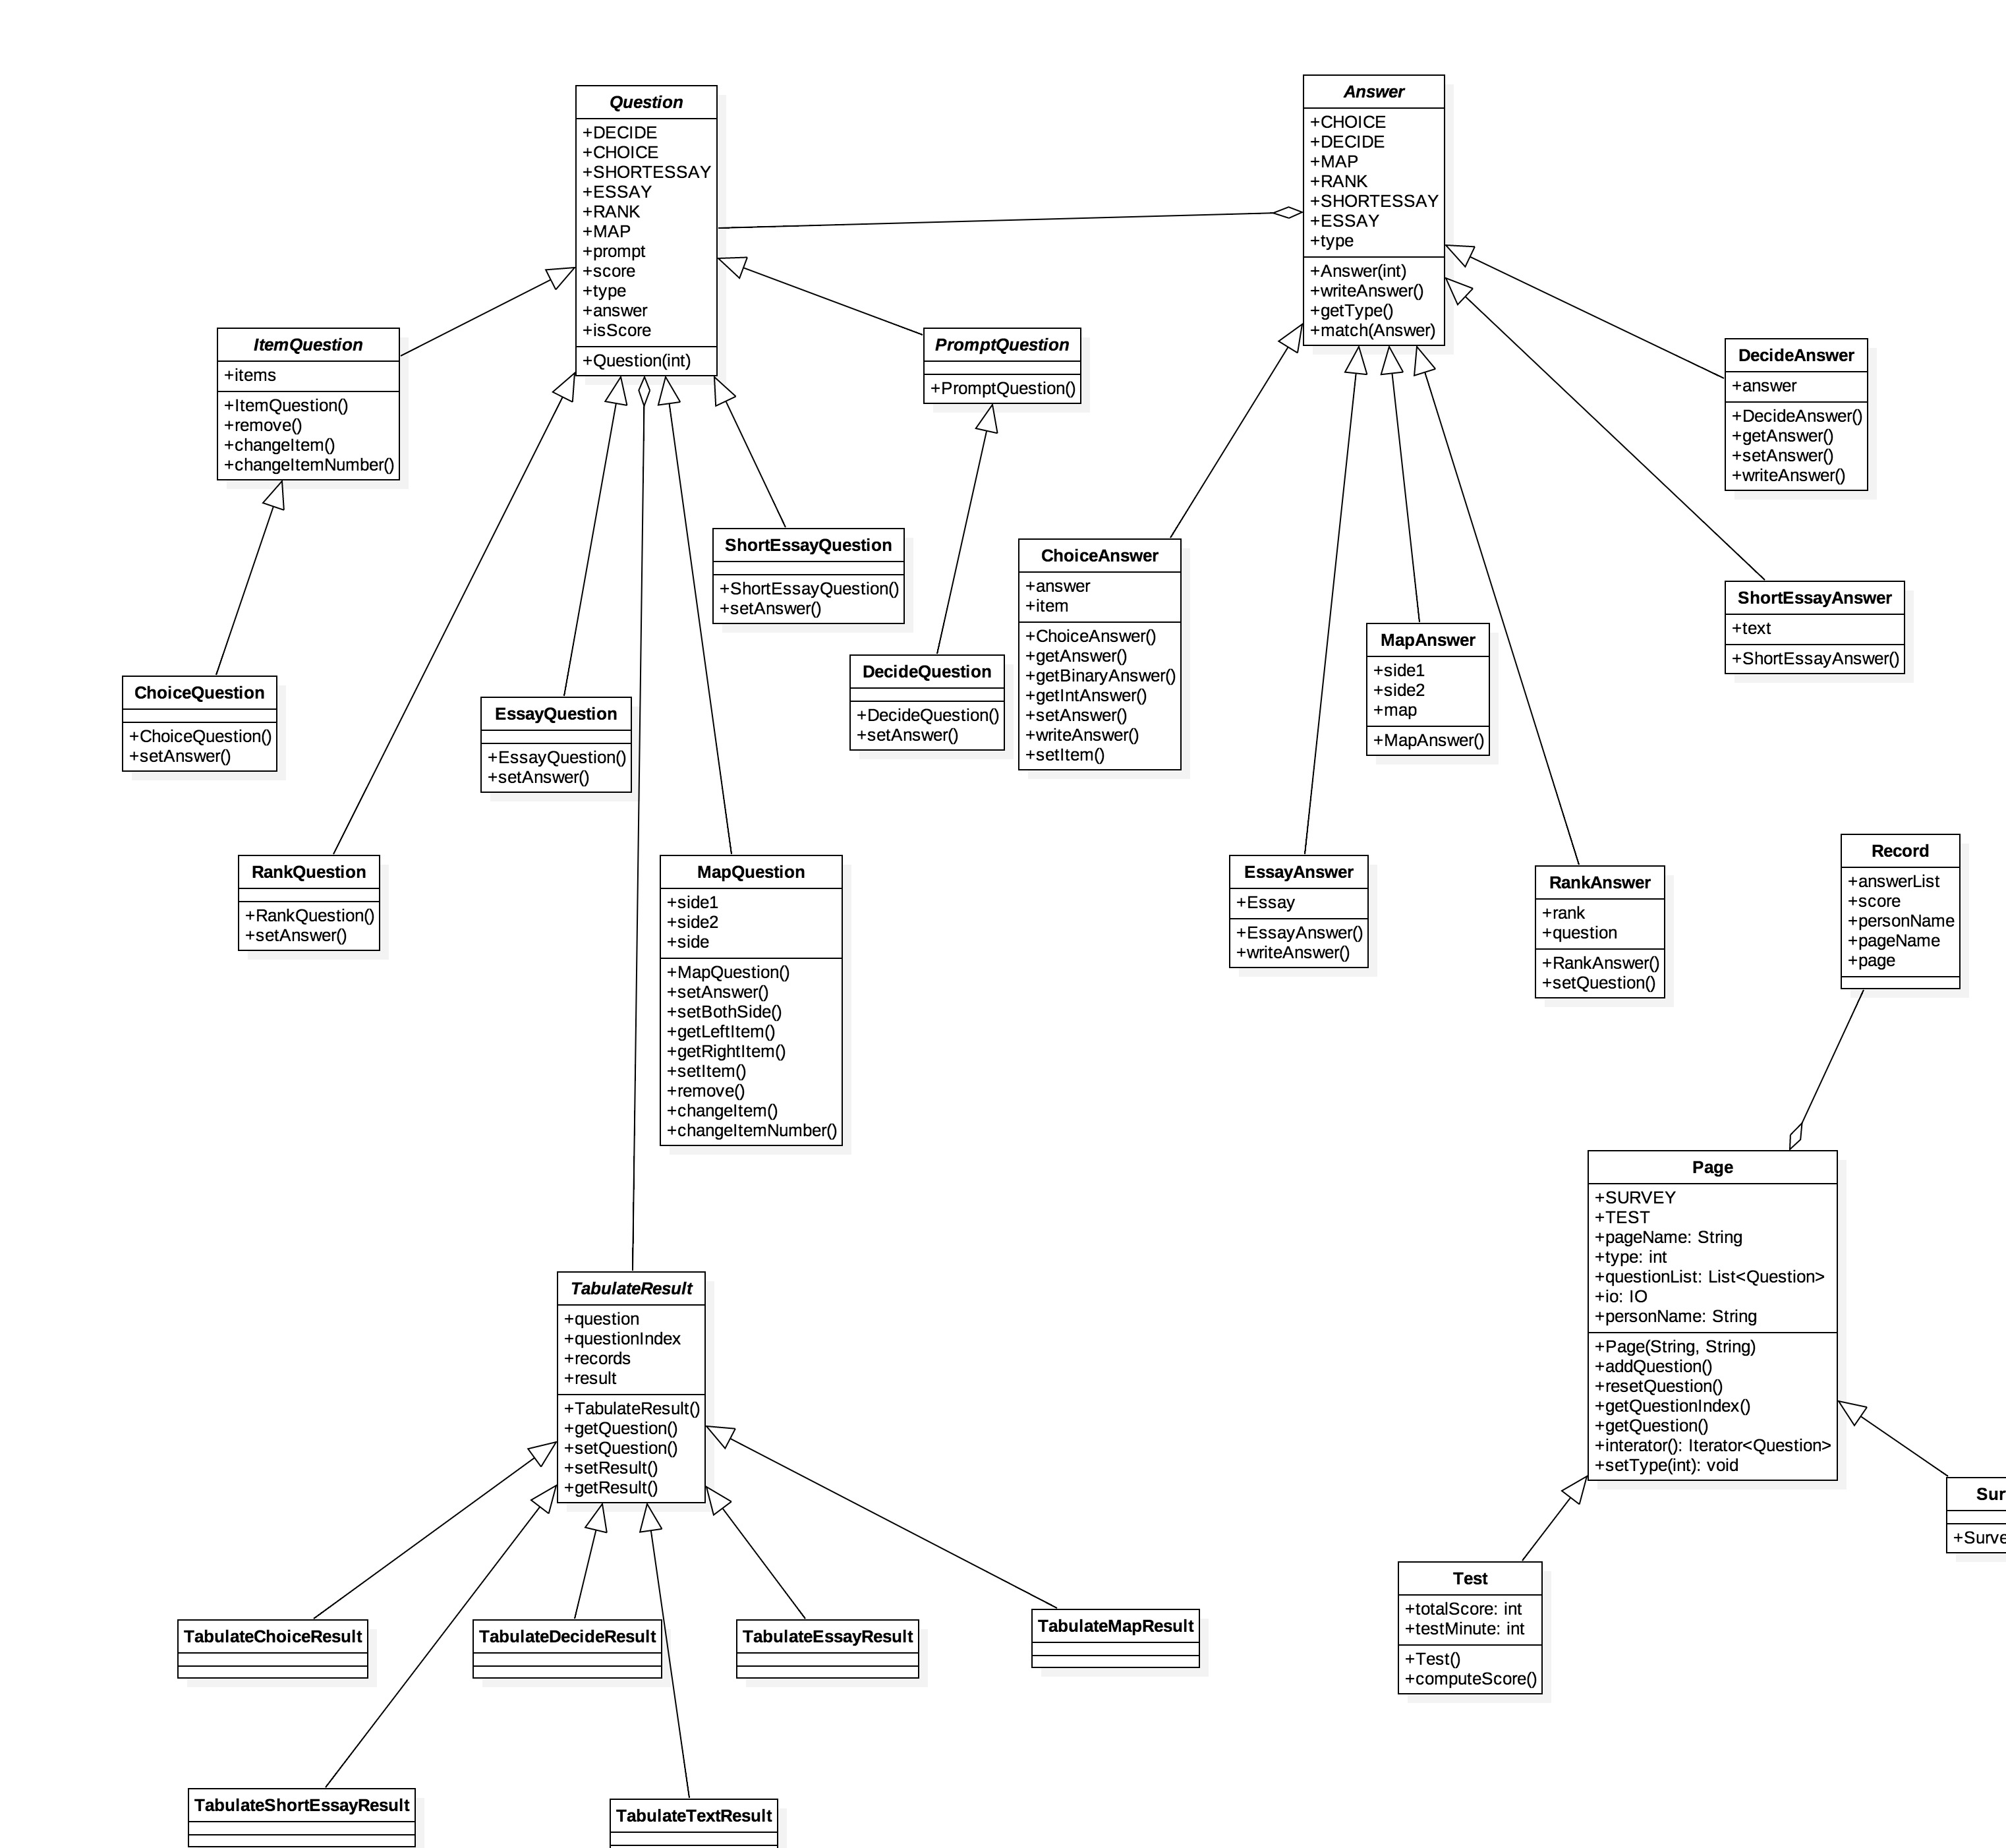 Question
+DECIDE
+CHOICE
+SHORTESSAY
+ESSAY
+RANK
+MAP
+prompt
+score
+type
+answer
+isScore
+Question(int)
Answer
+CHOICE
+DECIDE
+MAP
+RANK
+SHORTESSAY
+ESSAY
+type
+Answer(int)
+writeAnswer()
+getType()
+match(Answer)
ItemQuestion
+items
+ItemQuestion()
+remove()
+changeItem()
+changeItemNumber()
PromptQuestion
+PromptQuestion()
DecideAnswer
+answer
+DecideAnswer()
+getAnswer()
+setAnswer()
+writeAnswer()
ShortEssayQuestion
+ShortEssayQuestion()
+setAnswer()
ChoiceAnswer
+answer
+item
+ChoiceAnswer()
+getAnswer()
+getBinaryAnswer()
+getIntAnswer()
+setAnswer()
+writeAnswer()
+setItem()
ShortEssayAnswer
+text
+ShortEssayAnswer()
MapAnswer
+side1
+side2
+map
+MapAnswer()
DecideQuestion
+DecideQuestion()
+setAnswer()
ChoiceQuestion
+ChoiceQuestion()
+setAnswer()
EssayQuestion
+EssayQuestion()
+setAnswer()
RankQuestion
+RankQuestion()
+setAnswer()
MapQuestion
+side1
+side2
+side
+MapQuestion()
+setAnswer()
+setBothSide()
+getLeftItem()
+getRightItem()
+setItem()
+remove()
+changeItem()
+changeItemNumber()
EssayAnswer
+Essay
+EssayAnswer()
+writeAnswer()
RankAnswer
+rank
+question
+RankAnswer()
+setQuestion()
Record
+answerList
+score
+personName
+pageName
+page
Page
+SURVEY
+TEST
+pageName: String
+type: int
+questionList: List<Question>
+io: IO
+personName: String
+Page(String, String)
+addQuestion()
+resetQuestion()
+getQuestionIndex()
+getQuestion()
+interator(): Iterator<Question>
+setType(int): void
TabulateResult
+question
+questionIndex
+records
+result
+TabulateResult()
+getQuestion()
+setQuestion()
+setResult()
+getResult()
Sur
+Surve
Test
+totalScore: int
+testMinute: int
+Test()
+computeScore()
TabulateChoiceResult
TabulateDecideResult
TabulateEssayResult
TabulateMapResult
TabulateShortEssayResult
TabulateTextResult